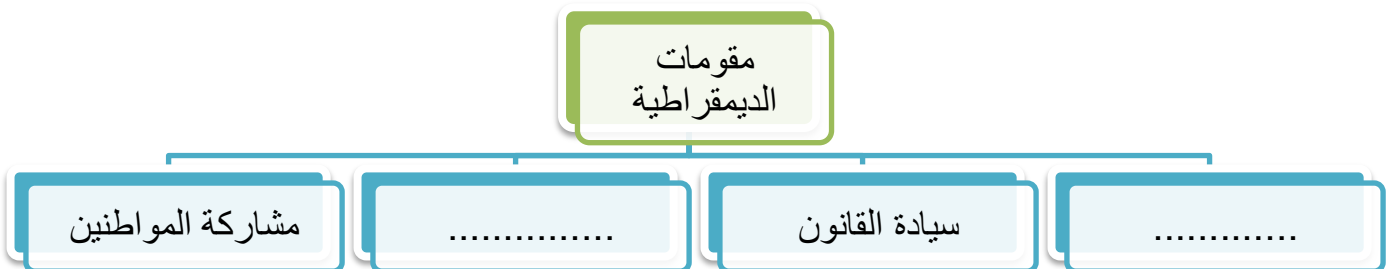 مقومات
الديمقراطية
.............
سيادة القانون
...............
مشاركة المواطنين